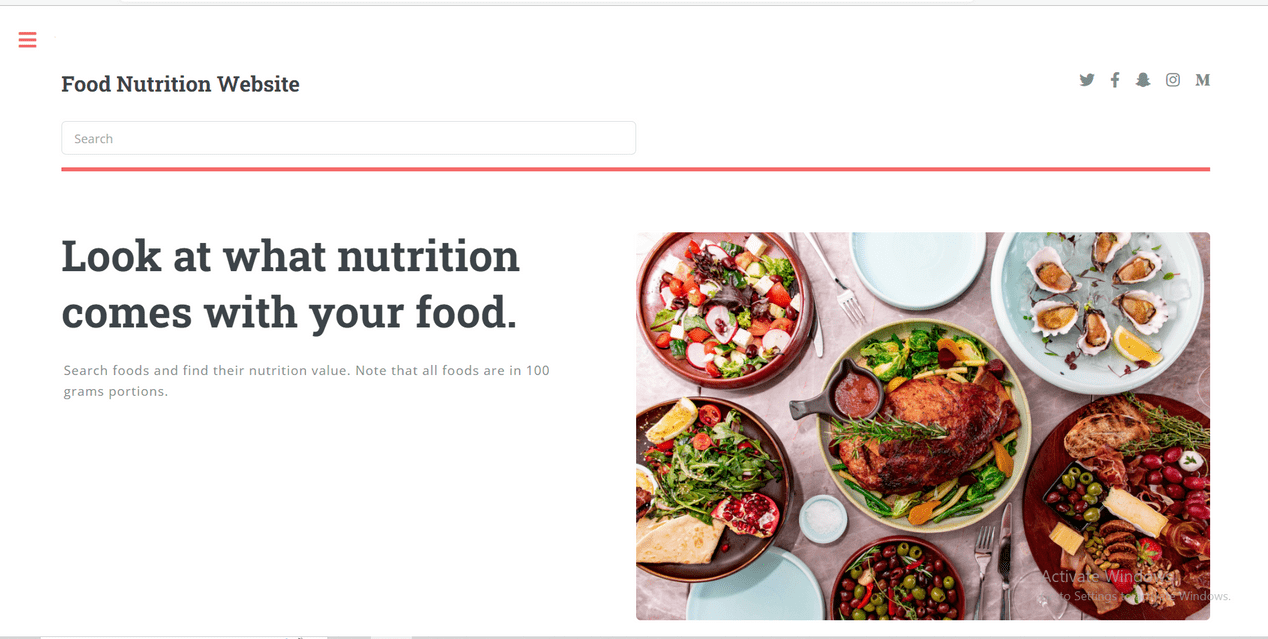 Food Nutrition Website
M
Search
Look at what nutrition
comes with your food.
Search foods and find their nutrition value. Note that all foods are in 100
grams portions.
Activate Windows
to Settings to activate Windows.